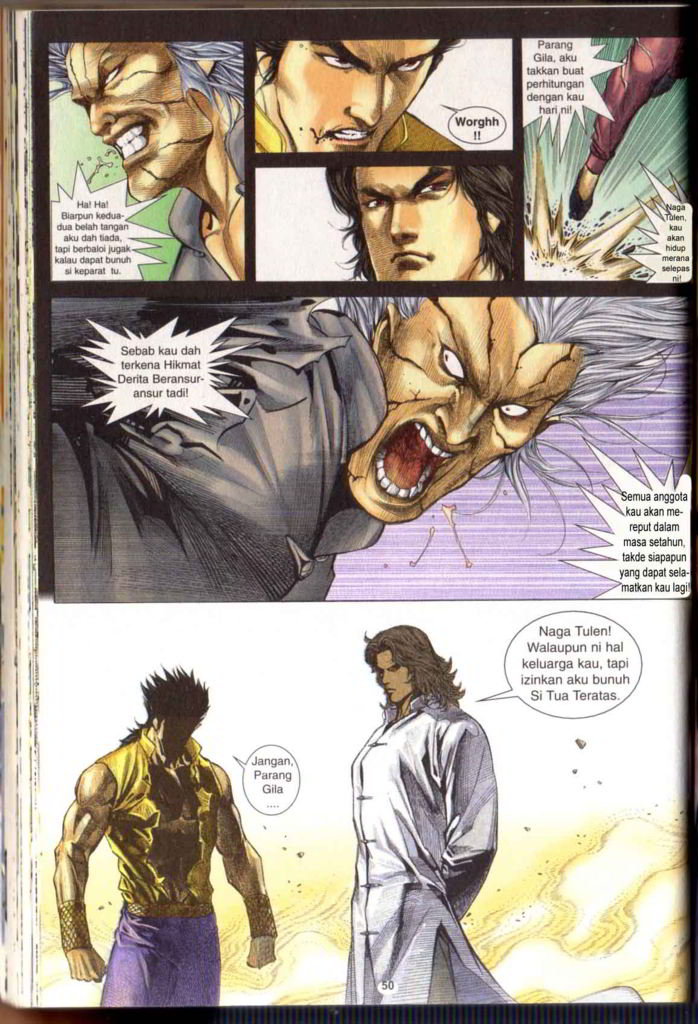 Ha! Ha!
Biarpun kedua-
dua belah tangan
aku dah tiada,
tapi berbaloi jugak
kalau dapat bunuh
si keparat tu.
Worghh
!!
Parang
Gila, aku
takkan buat
perhitungan
dengan kau
hari ni!
Naga
Tulen,
kau
akan
hidup
merana
selepas
ni!
Sebab kau dah
terkena Hikmat
Derita Beransur-
ansur tadi!
Semua anggota
kau akan me-
reput dalam
masa setahun,
takde siapapun
yang dapat sela-
matkan kau lagi!
Naga Tulen!
Walaupun ni hal
keluarga kau, tapi
izinkan aku bunuh
Si Tua Teratas.
Jangan,
Parang
Gila
....
50